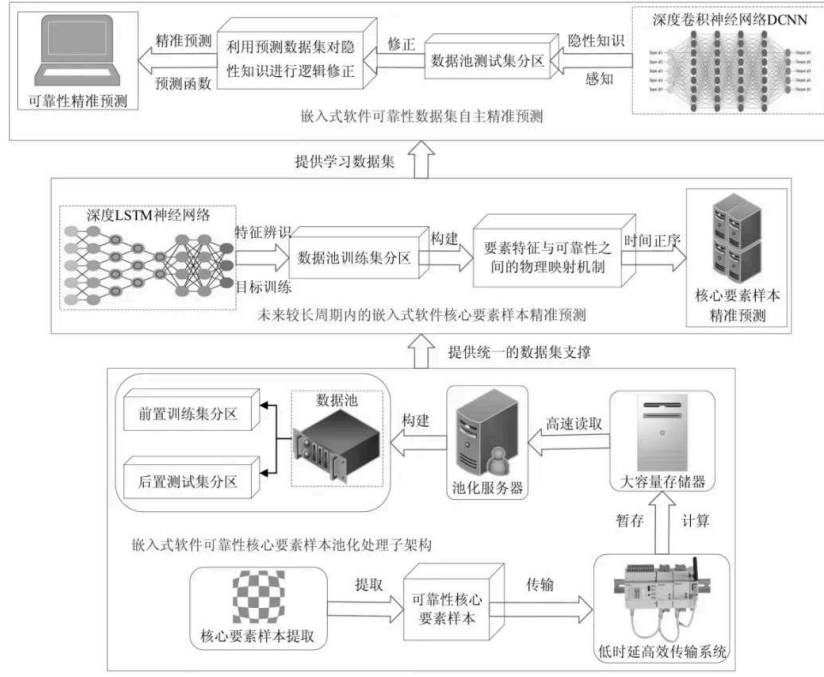 深度卷积神经网络DCNN
精准预测
利用预测数据集对隐
性知识进行逻辑修正
修正
数据池测试集分区
隐性知识
预测函数
感知
可靠性精准预测
嵌入式软件可靠性数据集自主精准预测
提供学习数据集
深度LSTM神经网络
特征辨识
数据池训练集分区
构建
要素特征与可靠性之
间的物理映射机制
时间正序
目标训练
核心要素样本
精准预测
未来较长周期内的嵌入式软件核心要素样本精准预测
提供统一的数据集支撑
数据池
前置训练集分区
后置测试集分区
构建
池化服务器
高速读取
大容量存储器
暂存
计算
嵌入式软件可靠性核心要素样本池化处理子架构
提取
可靠性核心
要素样本
传输
核心要素样本提取
低时延高效传输系统